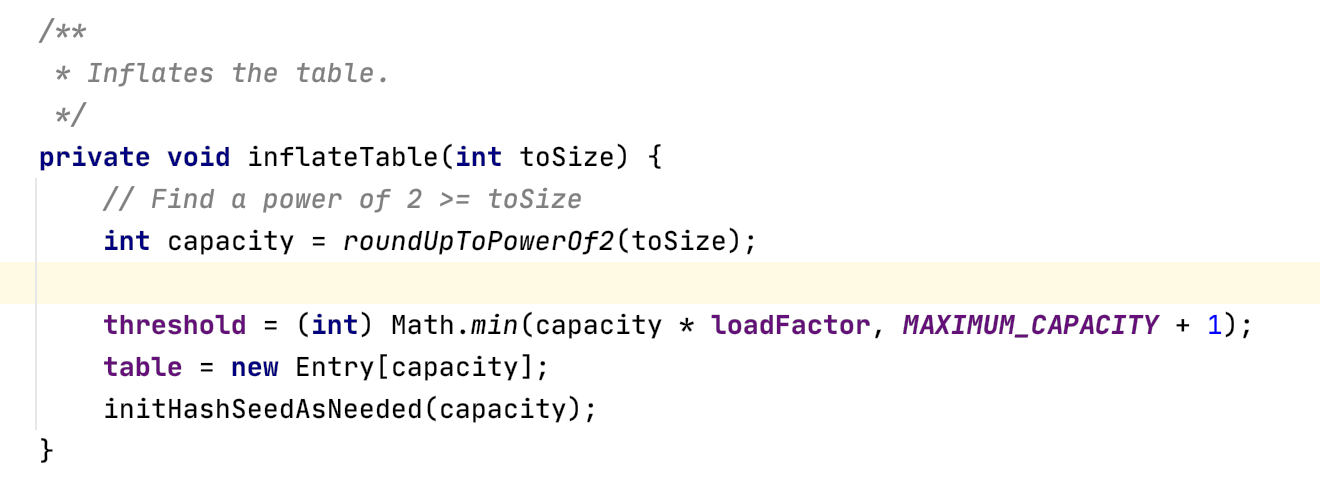 /**
 * Inflates the table.
 */
private void inflateTable(int toSize) {
    // Find a power of 2 >= toSize
    int capacity = roundUpToPowerOf2(toSize);

    threshold = (int) Math.min(capacity * loadFactor, MAXIMUM_CAPACITY + 1);
    table = new Entry[capacity];
    initHashSeedAsNeeded(capacity);
}